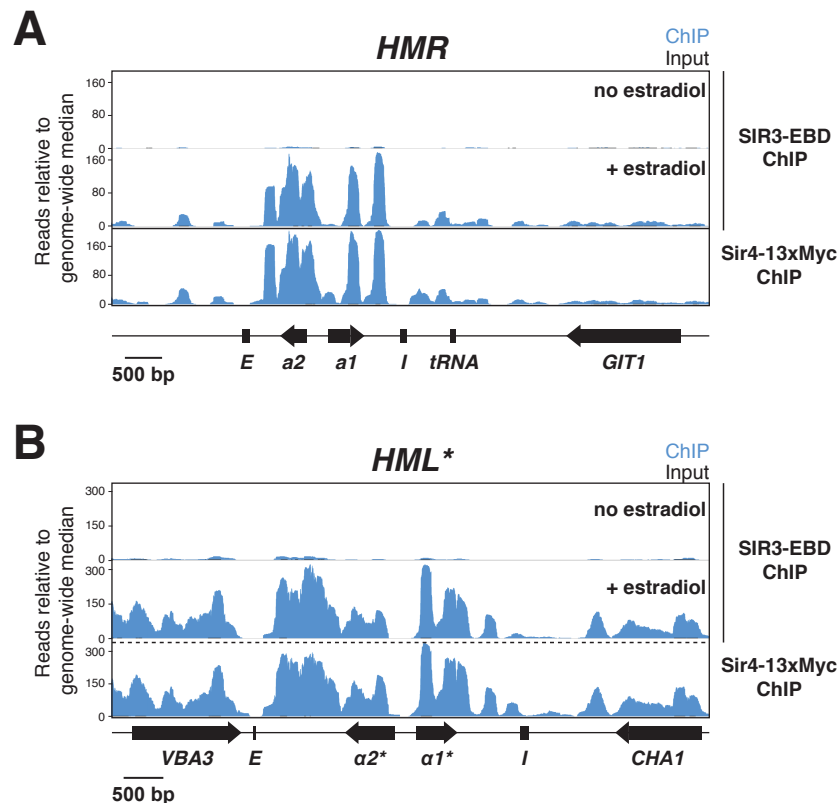 A
HMR
ChIP
Input
Reads relative to
genome-wide median
160
80
0
no estradiol
160
80
0
+ estradiol
SIR3-EBD
ChIP
160
80
0
Sir4-13xMyc
ChIP
E a2 a1 I tRNA GIT1
500 bp
B
HML*
ChIP
Input
Reads relative to
genome-wide median
300
150
0
no estradiol
300
150
0
+ estradiol
SIR3-EBD
ChIP
300
150
0
Sir4-13xMyc
ChIP
VBA3 E α2* α1* I CHA1
500 bp